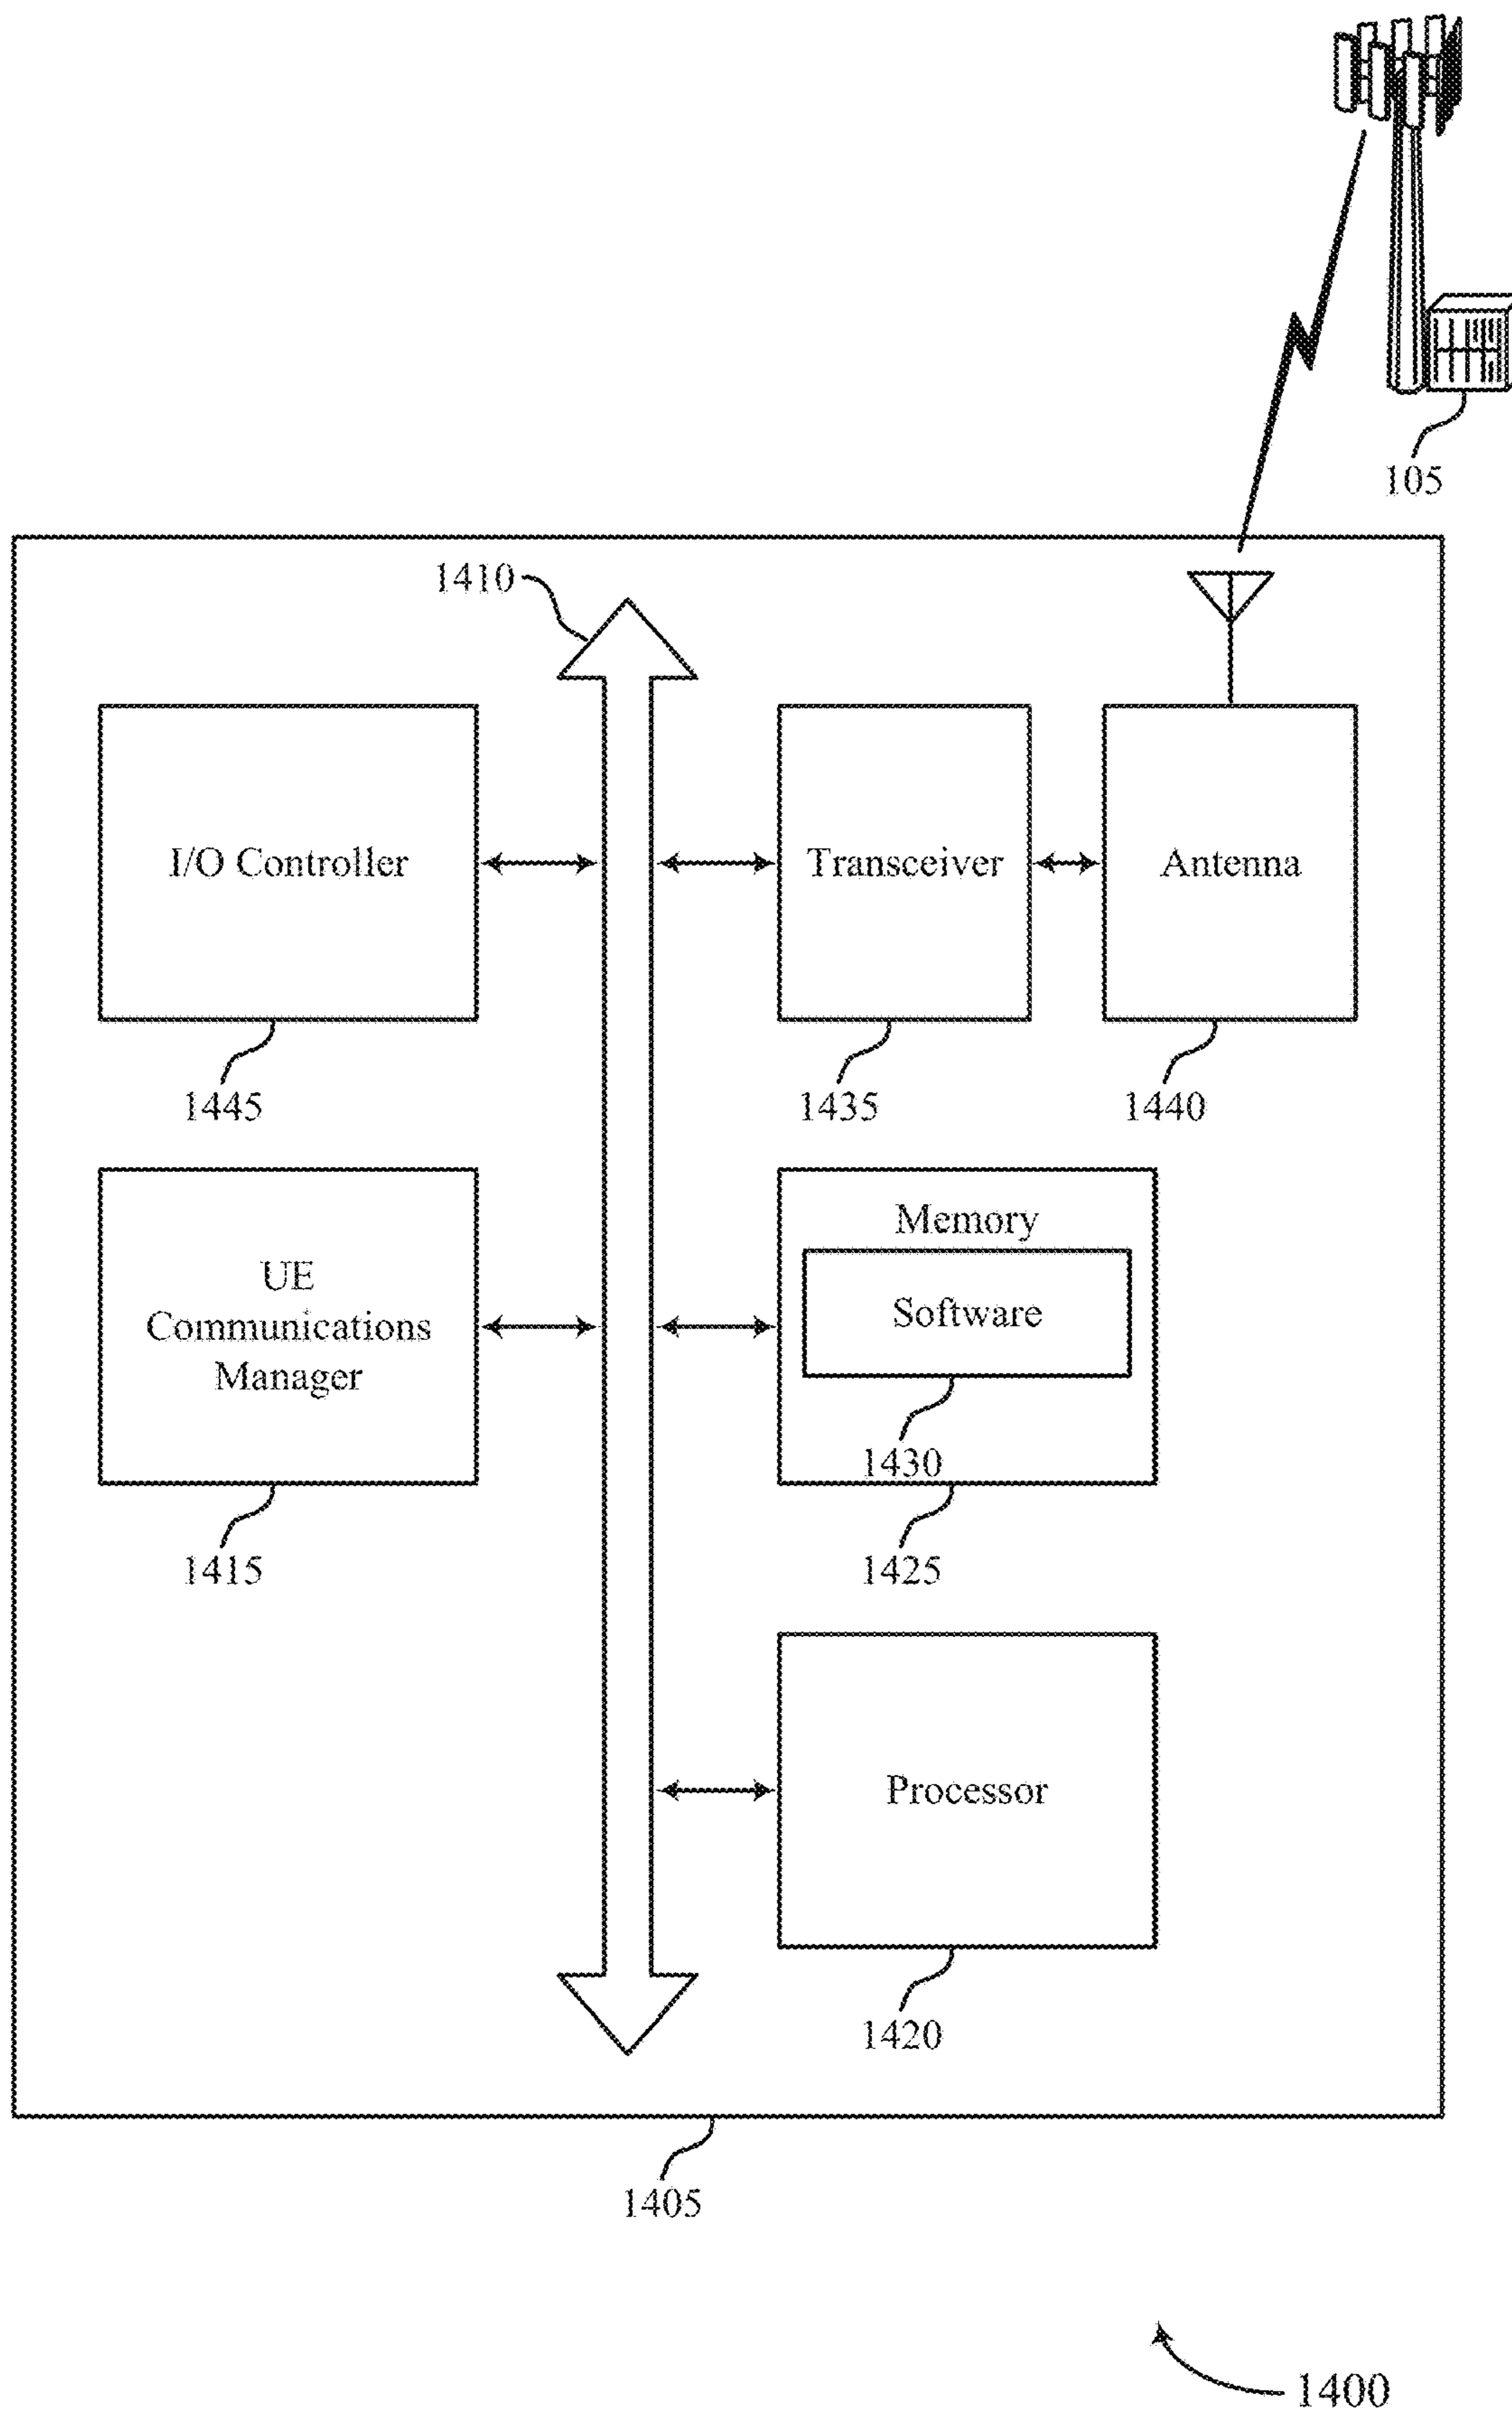 105
1410
I/O Controller
Transceiver
Antenna
1445
1435
1440
UE
Communications
Manager
Memory
Software
1430
1415
1425
Processor
1420
1405
1400